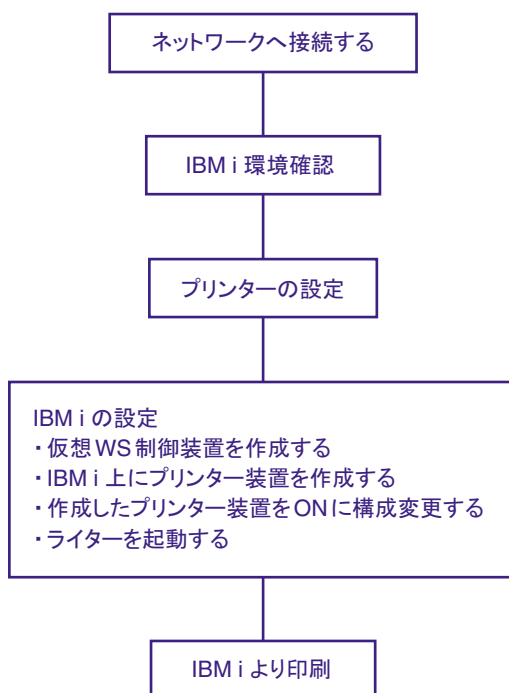 ネットワークへ接続する
IBM i 環境確認
プリンターの設定
IBM i の設定
・仮想WS制御装置を作成する
・IBM i 上にプリンター装置を作成する
・作成したプリンター装置をONに構成変更する
・ライターを起動する
IBM i より印刷